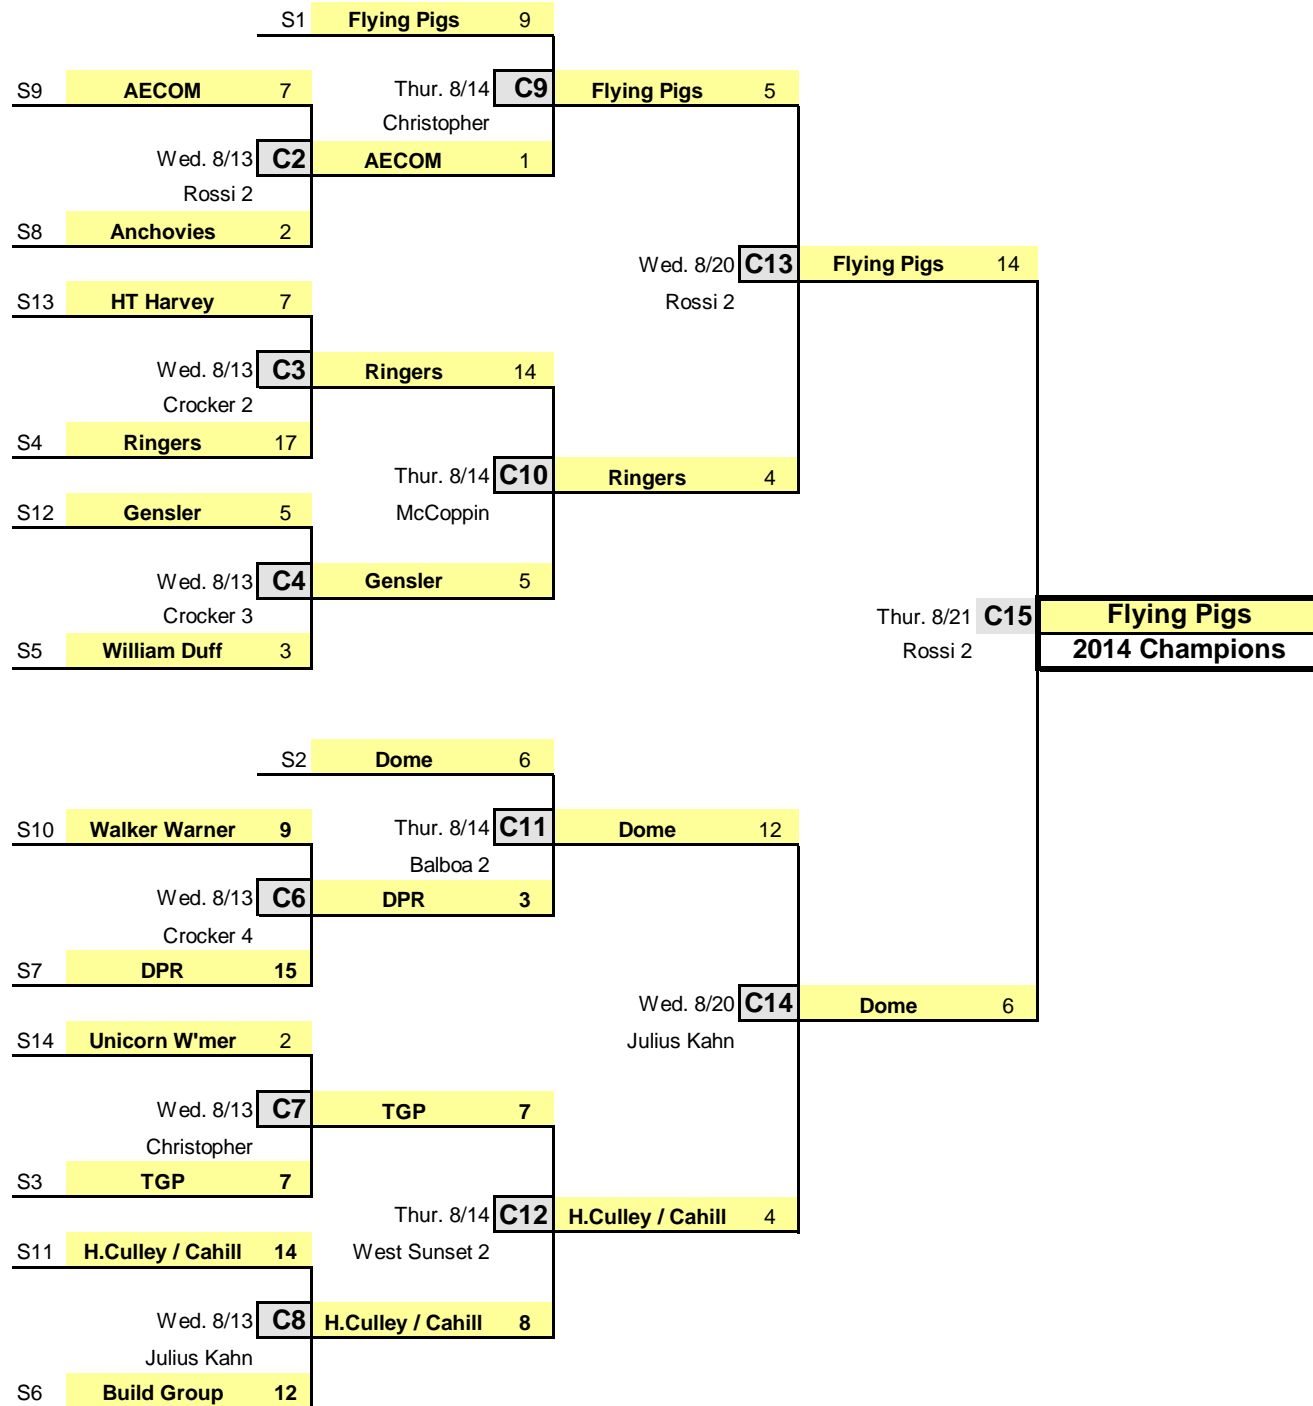 S1 Flying Pigs 9
S9 AECOM 7 Thur. 8/14 C9 Flying Pigs 5
Christopher
Wed. 8/13 C2 AECOM 1
Rossi 2
S8 Anchovies 2
Wed. 8/20 C13 Flying Pigs 14
S13 HT Harvey 7 Rossi 2
Wed. 8/13 C3 Ringers 14
Crocker 2
S4 Ringers 17
Thur. 8/14 C10 Ringers 4
S12 Gensler 5 McCoppin
Wed. 8/13 C4 Gensler 5
Crocker 3 Thur. 8/21 C15 Flying Pigs
S5 William Duff 3 Rossi 2 2014 Champions
S2 Dome 6
S10 Walker Warner 9 Thur. 8/14 C11 Dome 12
Balboa 2
Wed. 8/13 C6 DPR 3
Crocker 4
S7 DPR 15
Wed. 8/20 C14 Dome 6
S14 Unicorn W'mer 2 Julius Kahn
Wed. 8/13 C7 TGP 7
Christopher
S3 TGP 7
Thur. 8/14 C12 H.Culley / Cahill 4
S11 H.Culley / Cahill 14 West Sunset 2
Wed. 8/13 C8 H.Culley / Cahill 8
Julius Kahn
S6 Build Group 12